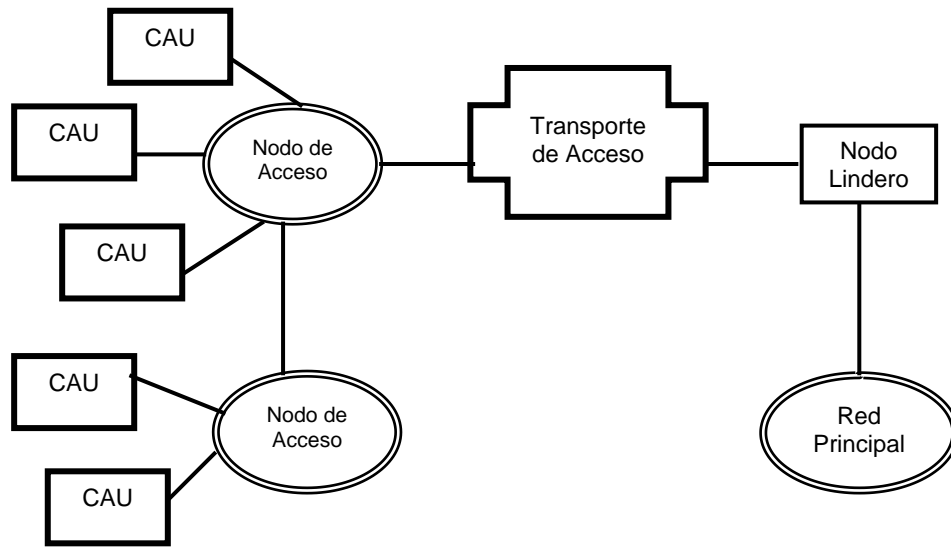 CAU
CAU
Nodo de
Acceso
Transporte
de Acceso
Nodo
Lindero
CAU
CAU
Nodo de
Acceso
Red
Principal
CAU